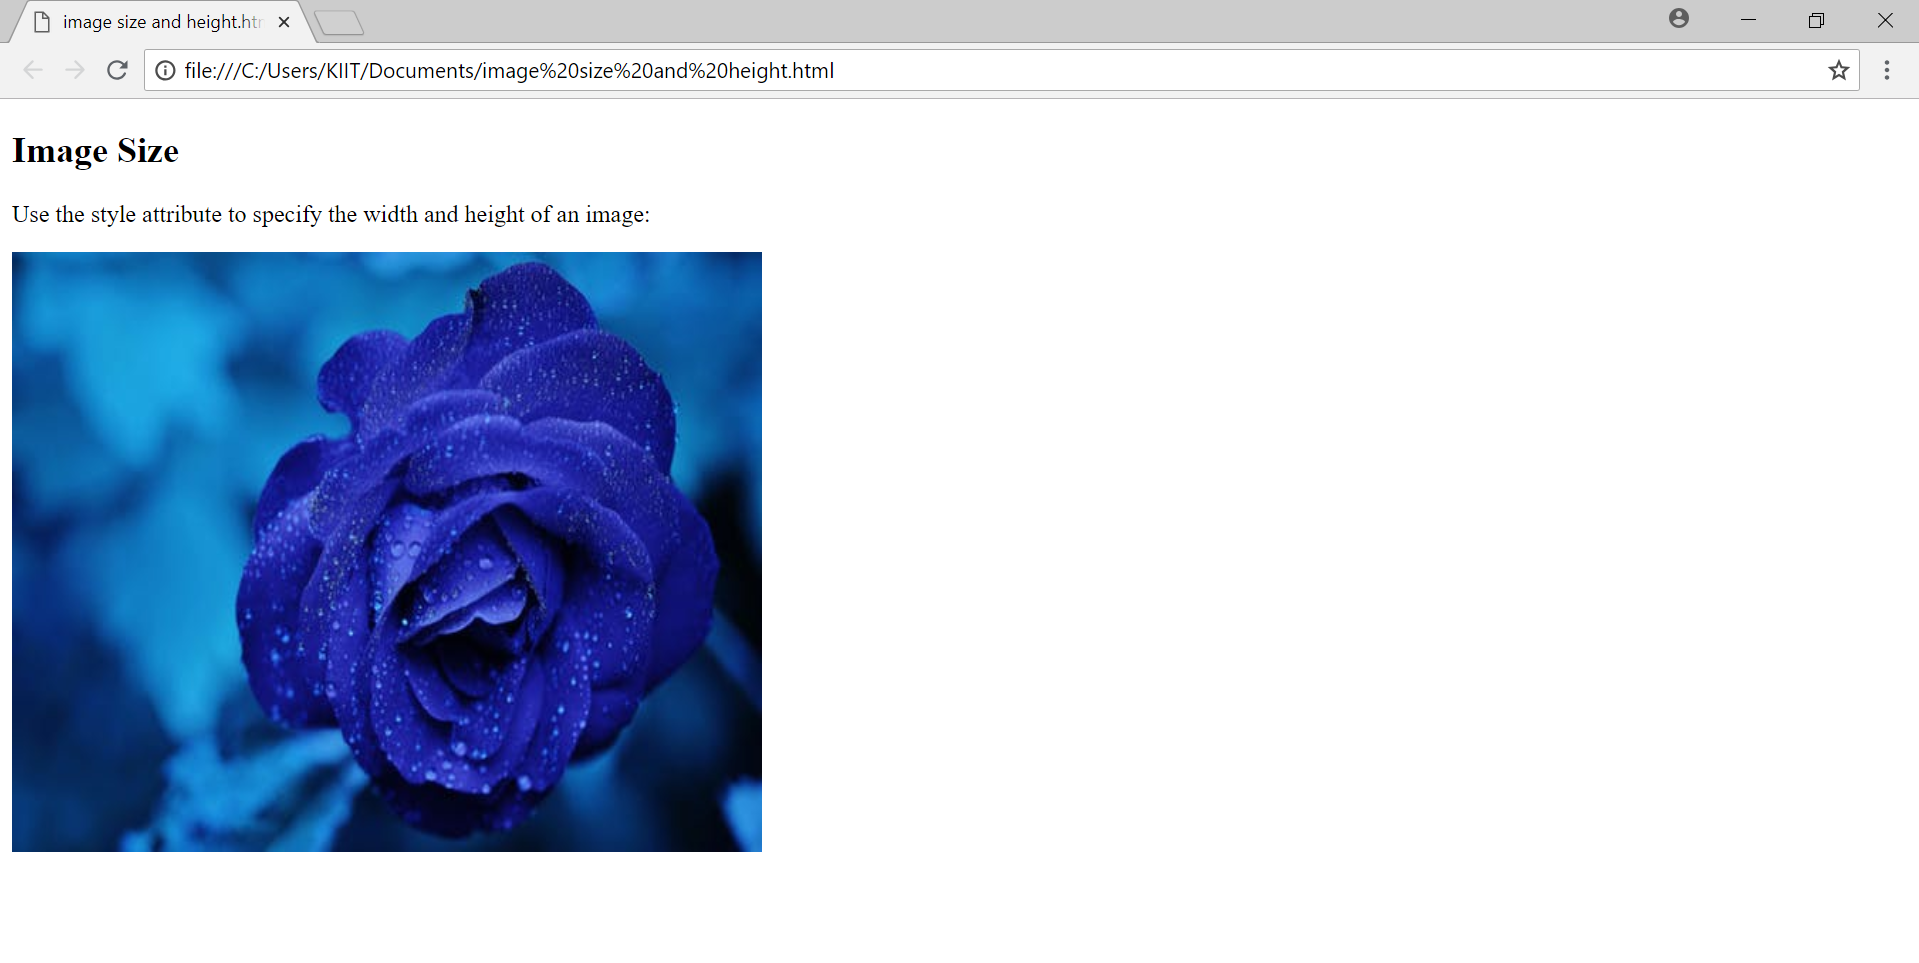 image size and height.htm
file:///C:/Users/KIIT/Documents/image%20size%20and%20height.html
Image Size
Use the style attribute to specify the width and height of an image: